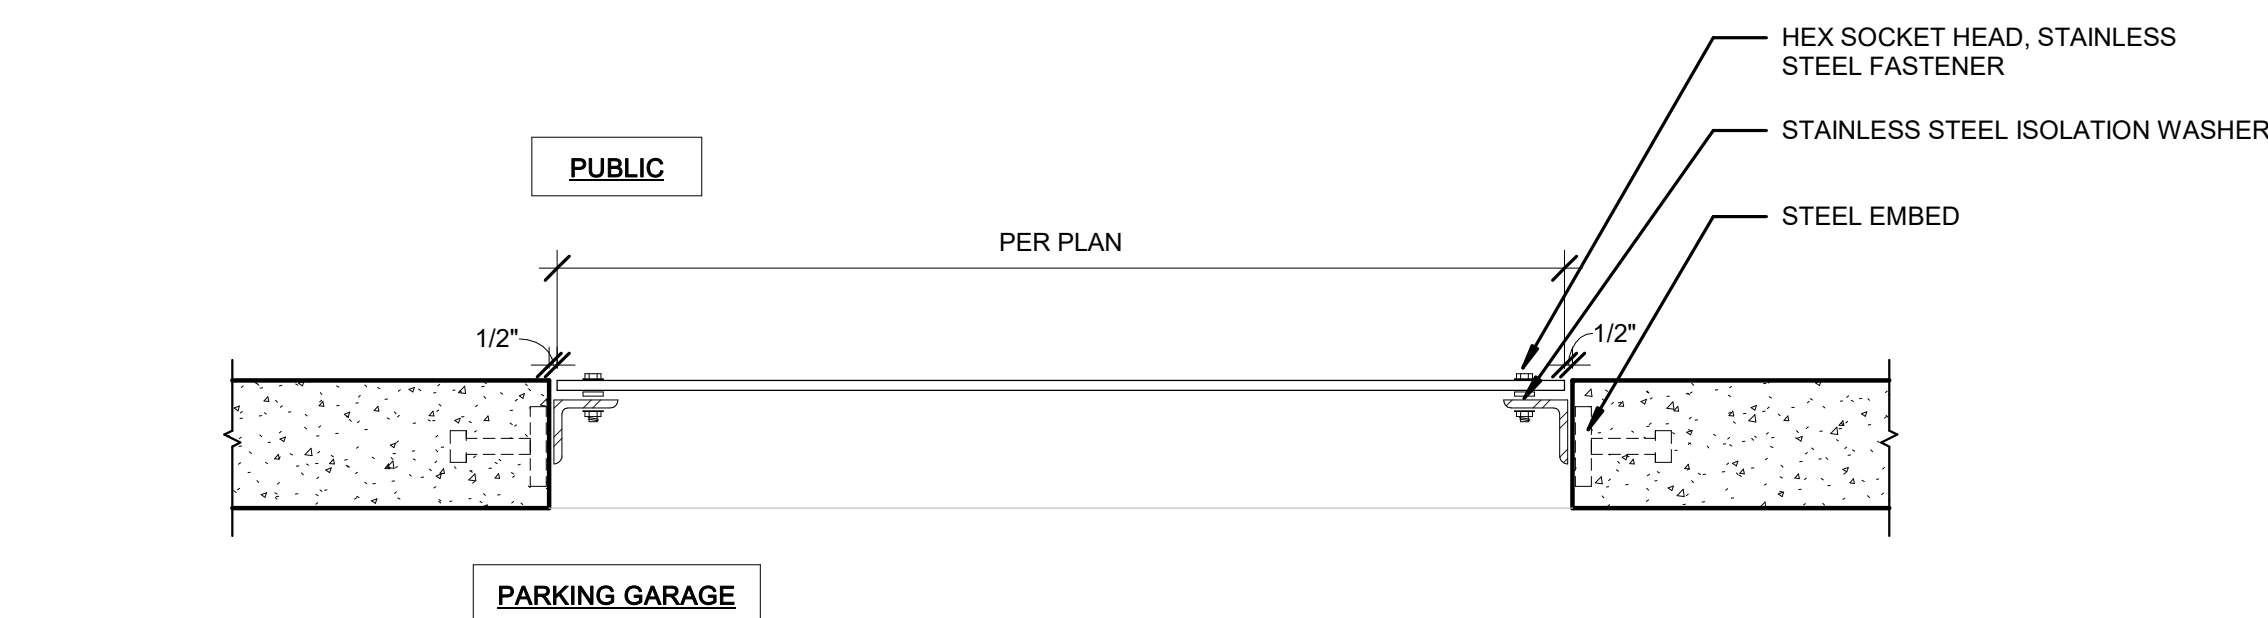 HEX SOCKET HEAD, STAINLESS
STEEL FASTENER
STAINLESS STEEL ISOLATION WASHER
PUBLIC
STEEL EMBED
PER PLAN
1/2"
1/2"
PARKING GARAGE